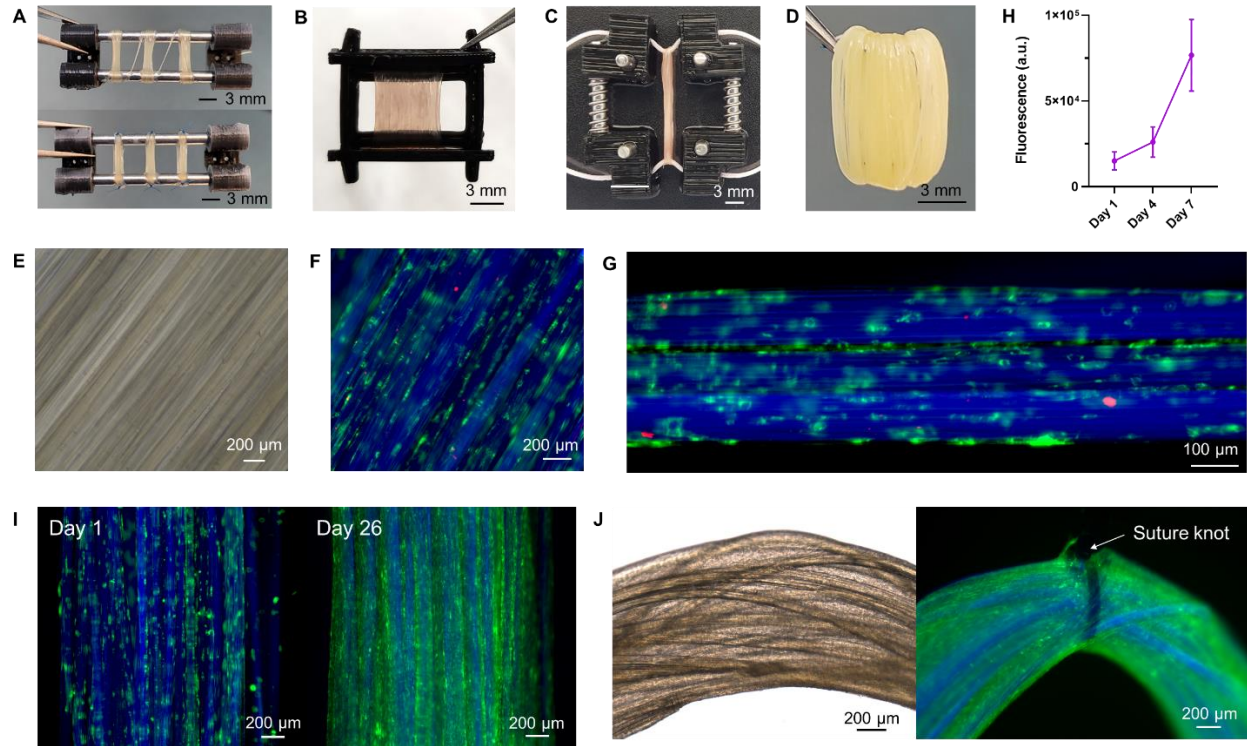 A
3 mm
3 mm
B
3 mm
C
3 mm
D
3 mm
H
1×10⁵
5×10⁴
0
Fluorescence (a.u.)
Day 1
Day 4
Day 7
E
200 µm
F
200 µm
G
100 µm
I
Day 1
200 µm
Day 26
200 µm
J
200 µm
Suture knot
200 µm